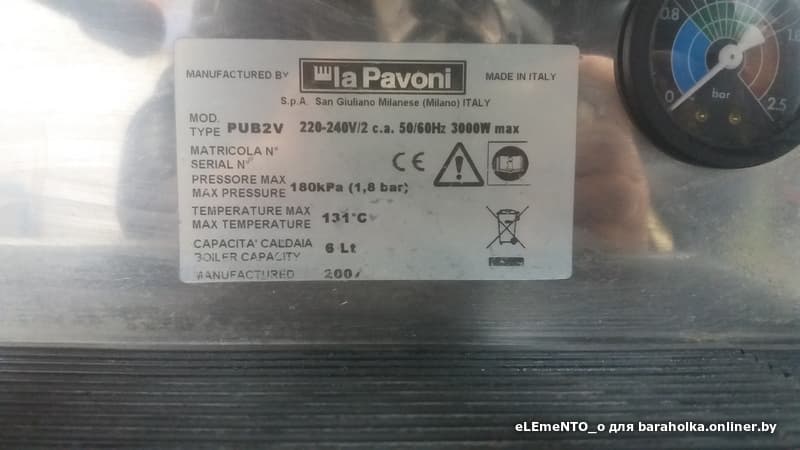 MANUFACTURED BY la Pavoni MADE IN ITALY
S.p.A. San Giuliano Milanese (Milano) ITALY
MOD.
TYPE PUB2V 220-240V/2 c.a. 50/60Hz 3000W max
MATRICOLA N°
SERIAL N°
PRESSORE MAX
MAX PRESSURE 180kPa (1,8 bar)
TEMPERATURE MAX
MAX TEMPERATURE 131°C
CAPACITA' CALDAIA
BOILER CAPACITY 6 Lt
MANUFACTURED
CE
0.8
0
bar
2.5
eLEmeNTO_o для baraholka.onliner.by